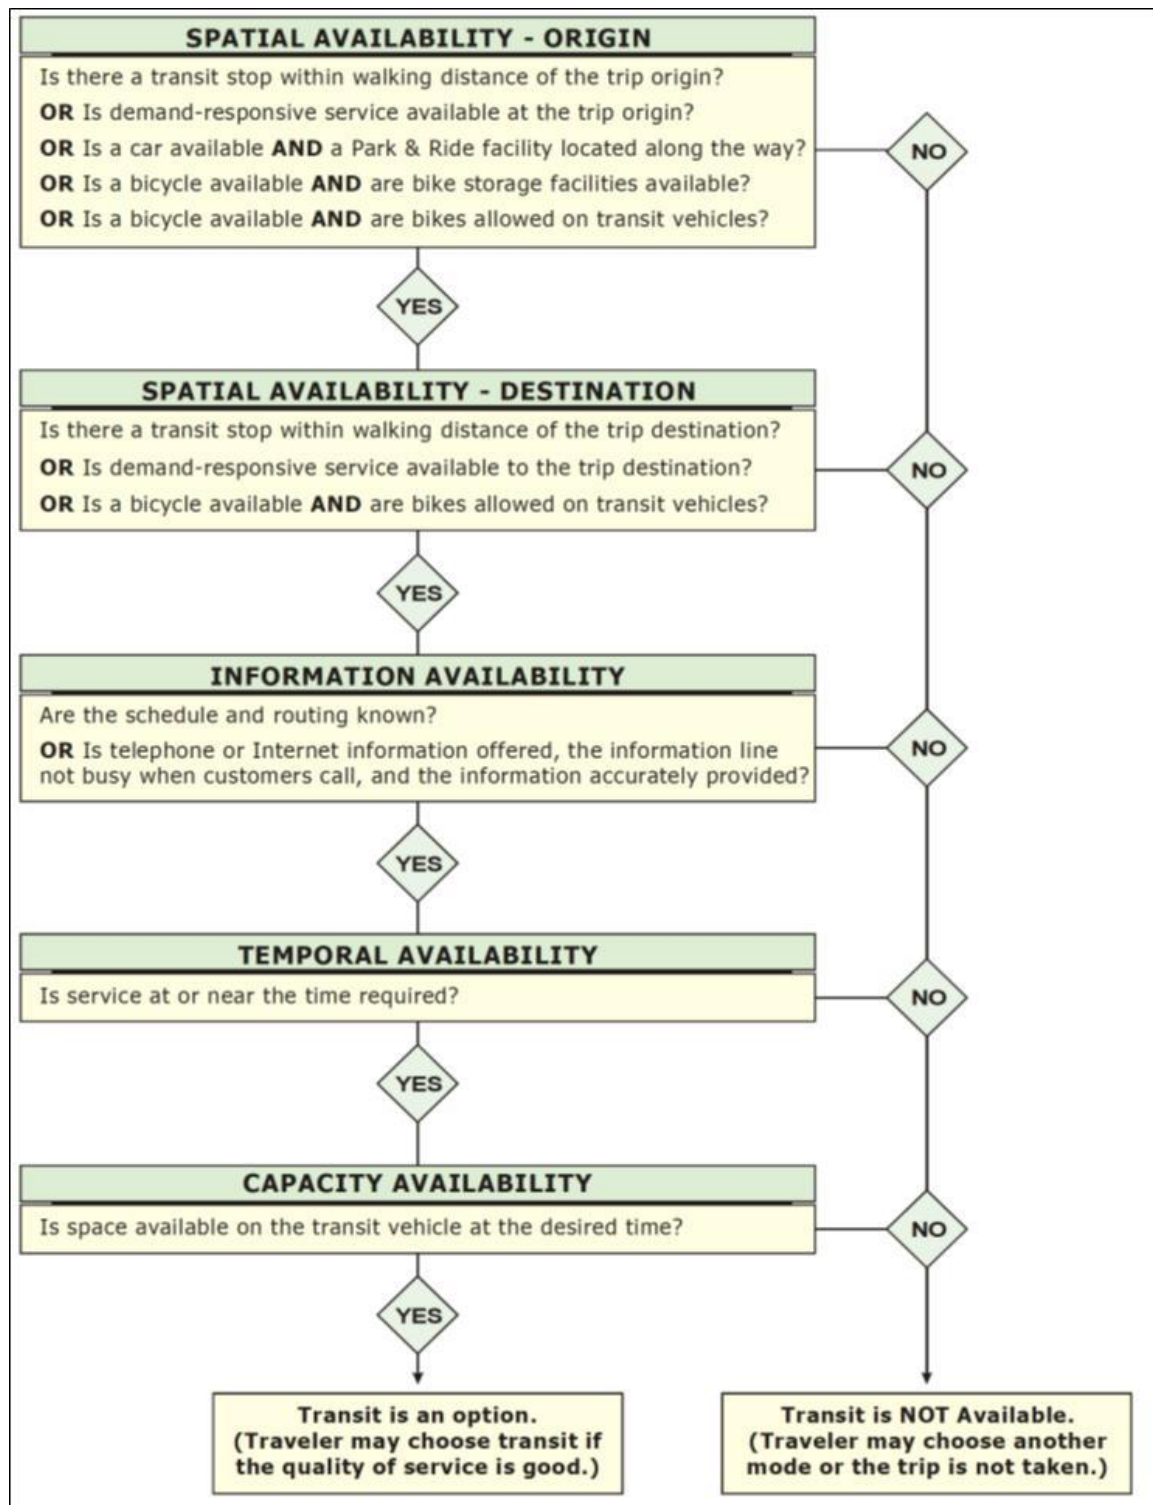 SPATIAL AVAILABILITY - ORIGIN
Is there a transit stop within walking distance of the trip origin?
OR Is demand-responsive service available at the trip origin?
OR Is a car available AND a Park & Ride facility located along the way?
OR Is a bicycle available AND are bike storage facilities available?
OR Is a bicycle available AND are bikes allowed on transit vehicles?
NO
YES
SPATIAL AVAILABILITY - DESTINATION
Is there a transit stop within walking distance of the trip destination?
OR Is demand-responsive service available to the trip destination?
OR Is a bicycle available AND are bikes allowed on transit vehicles?
NO
YES
INFORMATION AVAILABILITY
Are the schedule and routing known?
OR Is telephone or Internet information offered, the information line
not busy when customers call, and the information accurately provided?
NO
YES
TEMPORAL AVAILABILITY
Is service at or near the time required?
NO
YES
CAPACITY AVAILABILITY
Is space available on the transit vehicle at the desired time?
NO
YES
Transit is an option.
(Traveler may choose transit if
the quality of service is good.)
Transit is NOT Available.
(Traveler may choose another
mode or the trip is not taken.)